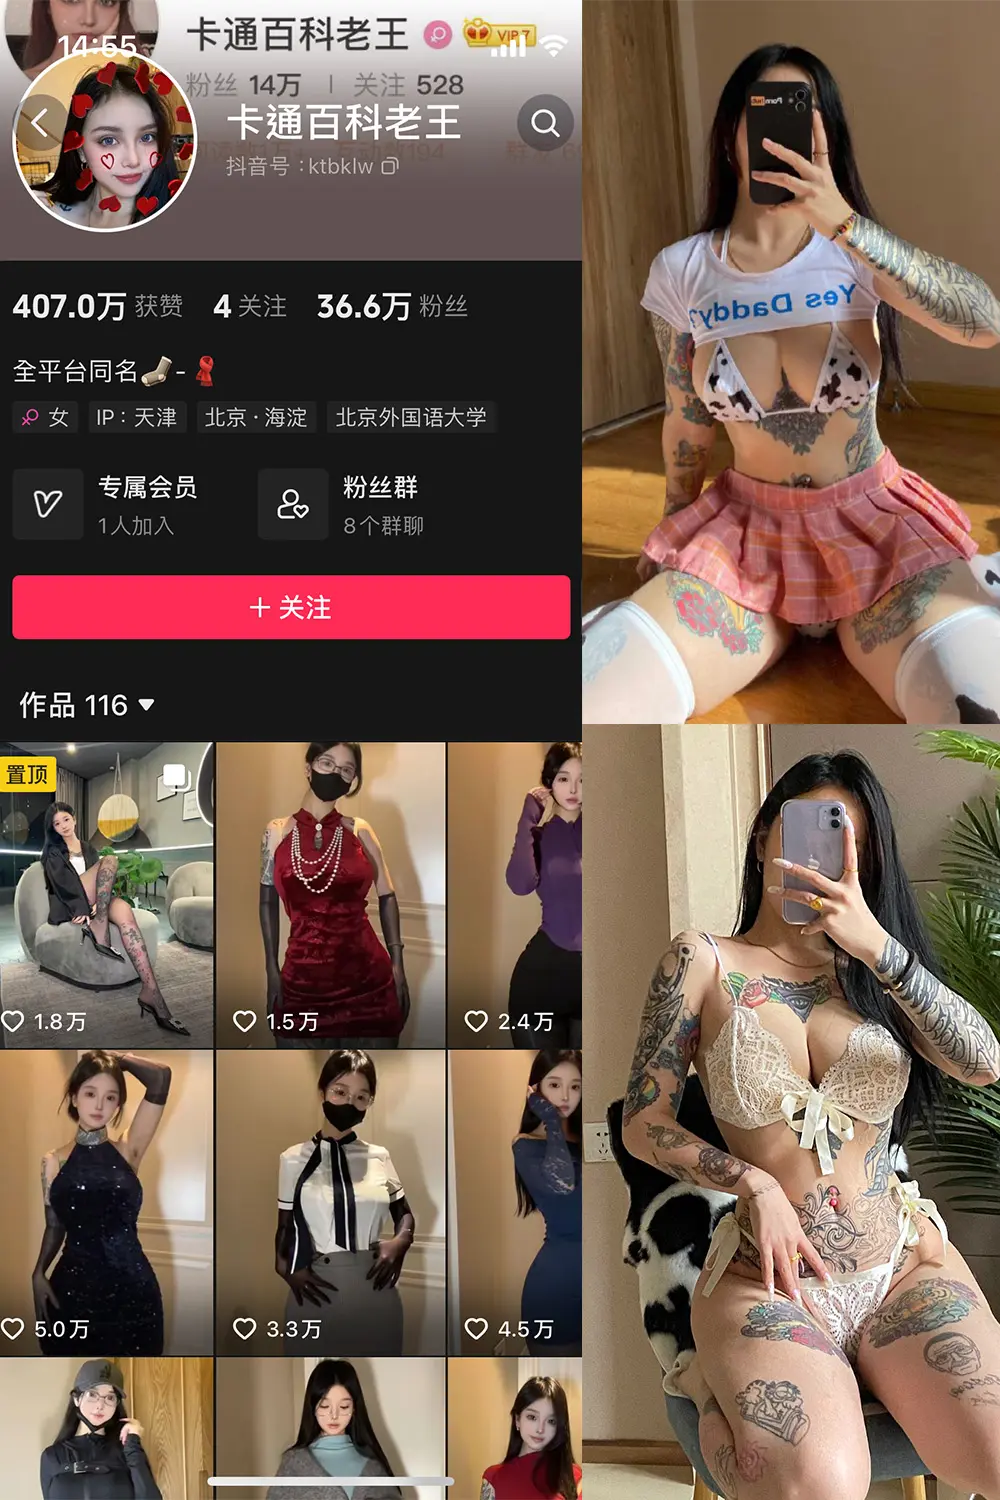 卡通百科老王 VIP7
14:55
粉丝 14万 | 关注 528
卡通百科老王
抖音号：ktbklw
407.0万 获赞 4 关注 36.6万 粉丝
全平台同名🧦-🧣
女 IP：天津 北京·海淀 北京外国语大学
专属会员
1人加入
粉丝群
8个群聊
+ 关注
作品 116
置顶
1.8万
1.5万
2.4万
5.0万
3.3万
4.5万
Yes Daddy?